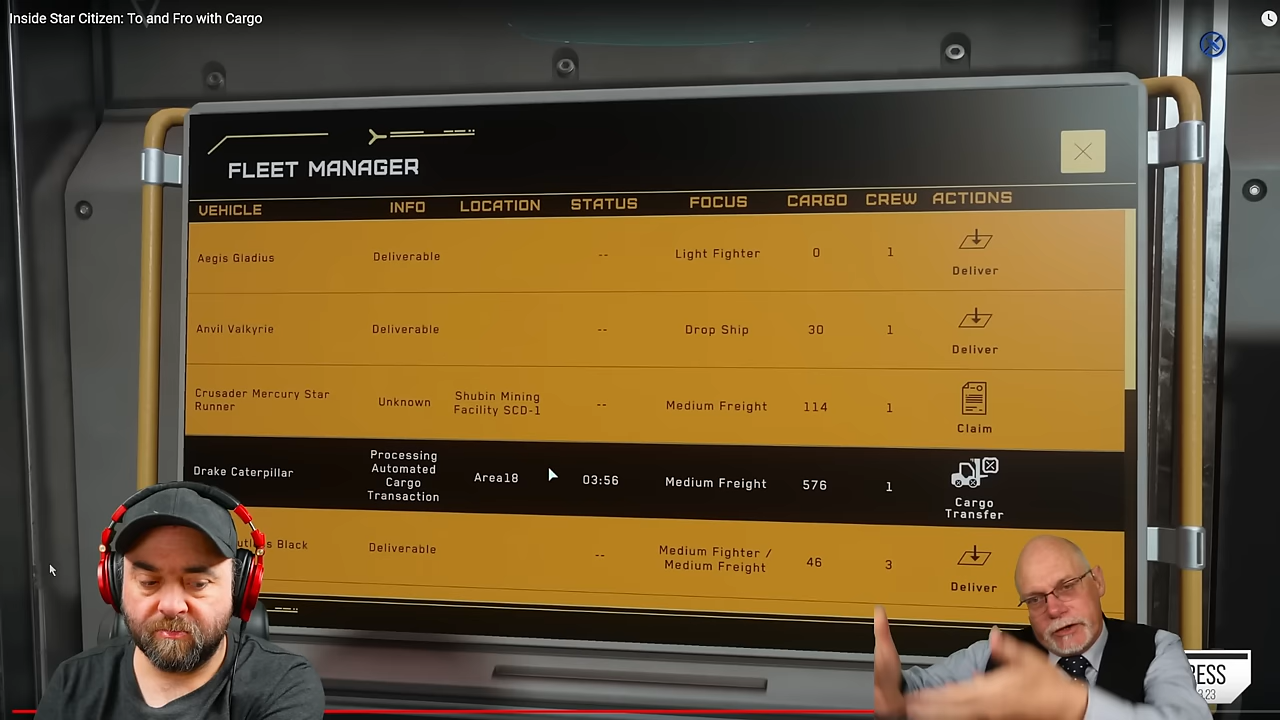 Inside Star Citizen: To and Fro with Cargo
FLEET MANAGER
VEHICLE INFO LOCATION STATUS FOCUS CARGO CREW ACTIONS
Aegis Gladius Deliverable -- Light Fighter 0 1 Deliver
Anvil Valkyrie Deliverable -- Drop Ship 30 1 Deliver
Crusader Mercury Star
Runner
Unknown
Shubin Mining
Facility SCD-1
-- Medium Freight 114 1 Claim
Drake Caterpillar
Processing
Automated
Cargo
Transaction
Area18 03:56 Medium Freight 576 1
Cargo
Transfer
Black Deliverable --
Medium Fighter /
Medium Freight
46 3 Deliver